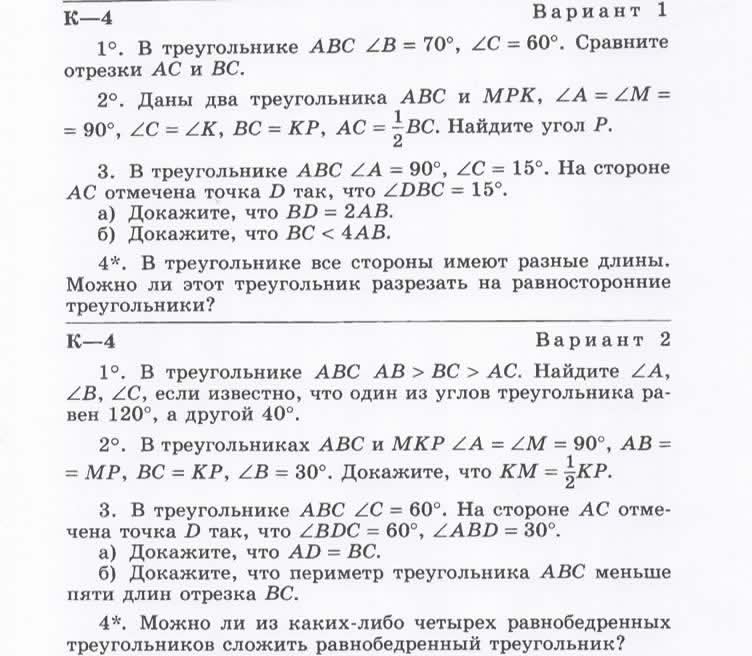 К—4 Вариант 1
1°. В треугольнике ABC ∠B = 70°, ∠C = 60°. Сравните
отрезки AC и BC.
2°. Даны два треугольника ABC и MPK, ∠A = ∠M =
= 90°, ∠C = ∠K, BC = KP, AC = 1/2 BC. Найдите угол P.
3. В треугольнике ABC ∠A = 90°, ∠C = 15°. На стороне
AC отмечена точка D так, что ∠DBC = 15°.
а) Докажите, что BD = 2AB.
б) Докажите, что BC < 4AB.
4*. В треугольнике все стороны имеют разные длины.
Можно ли этот треугольник разрезать на равносторонние
треугольники?
К—4 Вариант 2
1°. В треугольнике ABC AB > BC > AC. Найдите ∠A,
∠B, ∠C, если известно, что один из углов треугольника ра-
вен 120°, а другой 40°.
2°. В треугольниках ABC и MKP ∠A = ∠M = 90°, AB =
= MP, BC = KP, ∠B = 30°. Докажите, что KM = 1/2 KP.
3. В треугольнике ABC ∠C = 60°. На стороне AC отме-
чена точка D так, что ∠BDC = 60°, ∠ABD = 30°.
а) Докажите, что AD = BC.
б) Докажите, что периметр треугольника ABC меньше
пяти длин отрезка BC.
4*. Можно ли из каких-либо четырех равнобедренных
треугольников сложить равнобедренный треугольник?